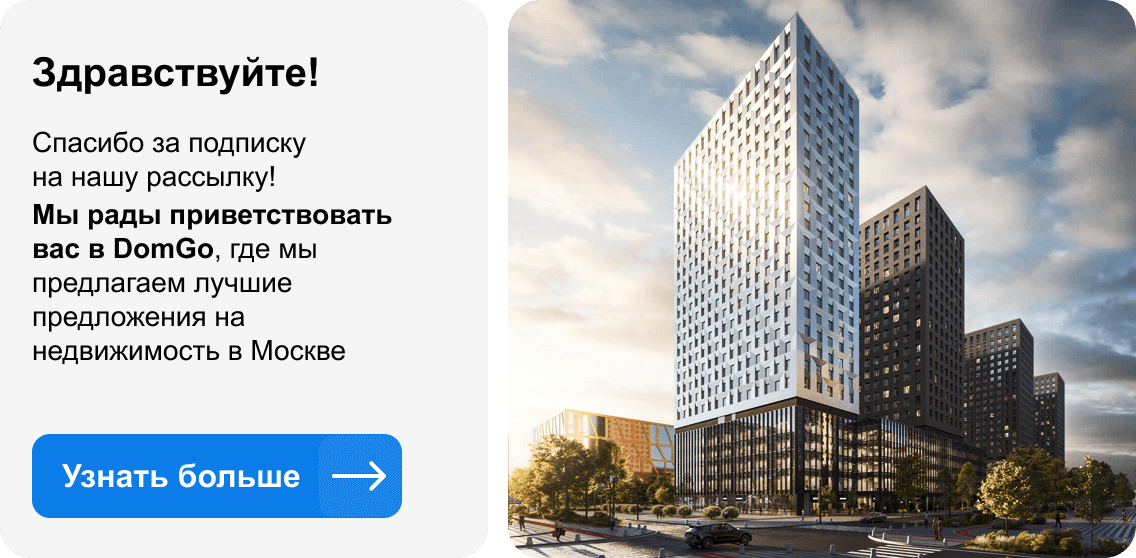 Здравствуйте!
Спасибо за подписку
на нашу рассылку!
Мы рады приветствовать
вас в DomGo, где мы
предлагаем лучшие
предложения на
недвижимость в Москве
Узнать больше